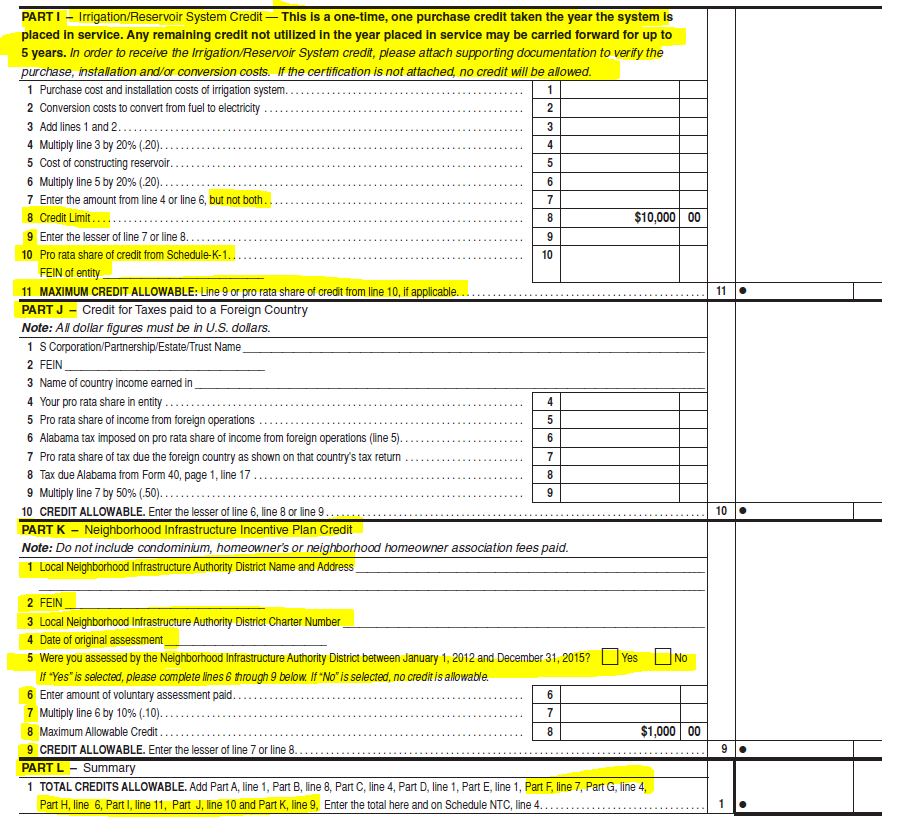 PART I – Irrigation/Reservoir System Credit — This is a one-time, one purchase credit taken the year the system is
placed in service. Any remaining credit not utilized in the year placed in service may be carried forward for up to
5 years. In order to receive the Irrigation/Reservoir System credit, please attach supporting documentation to verify the
purchase, installation and/or conversion costs. If the certification is not attached, no credit will be allowed.
1 Purchase cost and installation costs of irrigation system. 1
2 Conversion costs to convert from fuel to electricity 2
3 Add lines 1 and 2. 3
4 Multiply line 3 by 20% (.20). 4
5 Cost of constructing reservoir. 5
6 Multiply line 5 by 20% (.20). 6
7 Enter the amount from line 4 or line 6, but not both. 7
8 Credit Limit 8 $10,000 00
9 Enter the lesser of line 7 or line 8. 9
10 Pro rata share of credit from Schedule-K-1. 10
FEIN of entity
11 MAXIMUM CREDIT ALLOWABLE: Line 9 or pro rata share of credit from line 10, if applicable. 11 ●
PART J – Credit for Taxes paid to a Foreign Country
Note: All dollar figures must be in U.S. dollars.
1 S Corporation/Partnership/Estate/Trust Name
2 FEIN
3 Name of country income earned in
4 Your pro rata share in entity 4
5 Pro rata share of income from foreign operations 5
6 Alabama tax imposed on pro rata share of income from foreign operations (line 5). 6
7 Pro rata share of tax due the foreign country as shown on that country's tax return 7
8 Tax due Alabama from Form 40, page 1, line 17 8
9 Multiply line 7 by 50% (.50). 9
10 CREDIT ALLOWABLE. Enter the lesser of line 6, line 8 or line 9 10 ●
PART K – Neighborhood Infrastructure Incentive Plan Credit
Note: Do not include condominium, homeowner's or neighborhood homeowner association fees paid.
1 Local Neighborhood Infrastructure Authority District Name and Address
2 FEIN
3 Local Neighborhood Infrastructure Authority District Charter Number
4 Date of original assessment
5 Were you assessed by the Neighborhood Infrastructure Authority District between January 1, 2012 and December 31, 2015? Yes No
If "Yes" is selected, please complete lines 6 through 9 below. If "No" is selected, no credit is allowable.
6 Enter amount of voluntary assessment paid. 6
7 Multiply line 6 by 10% (.10). 7
8 Maximum Allowable Credit 8 $1,000 00
9 CREDIT ALLOWABLE. Enter the lesser of line 7 or line 8. 9 ●
PART L – Summary
1 TOTAL CREDITS ALLOWABLE. Add Part A, line 1, Part B, line 8, Part C, line 4, Part D, line 1, Part E, line 1, Part F, line 7, Part G, line 4,
Part H, line 6, Part I, line 11, Part J, line 10 and Part K, line 9, Enter the total here and on Schedule NTC, line 4. 1 ●